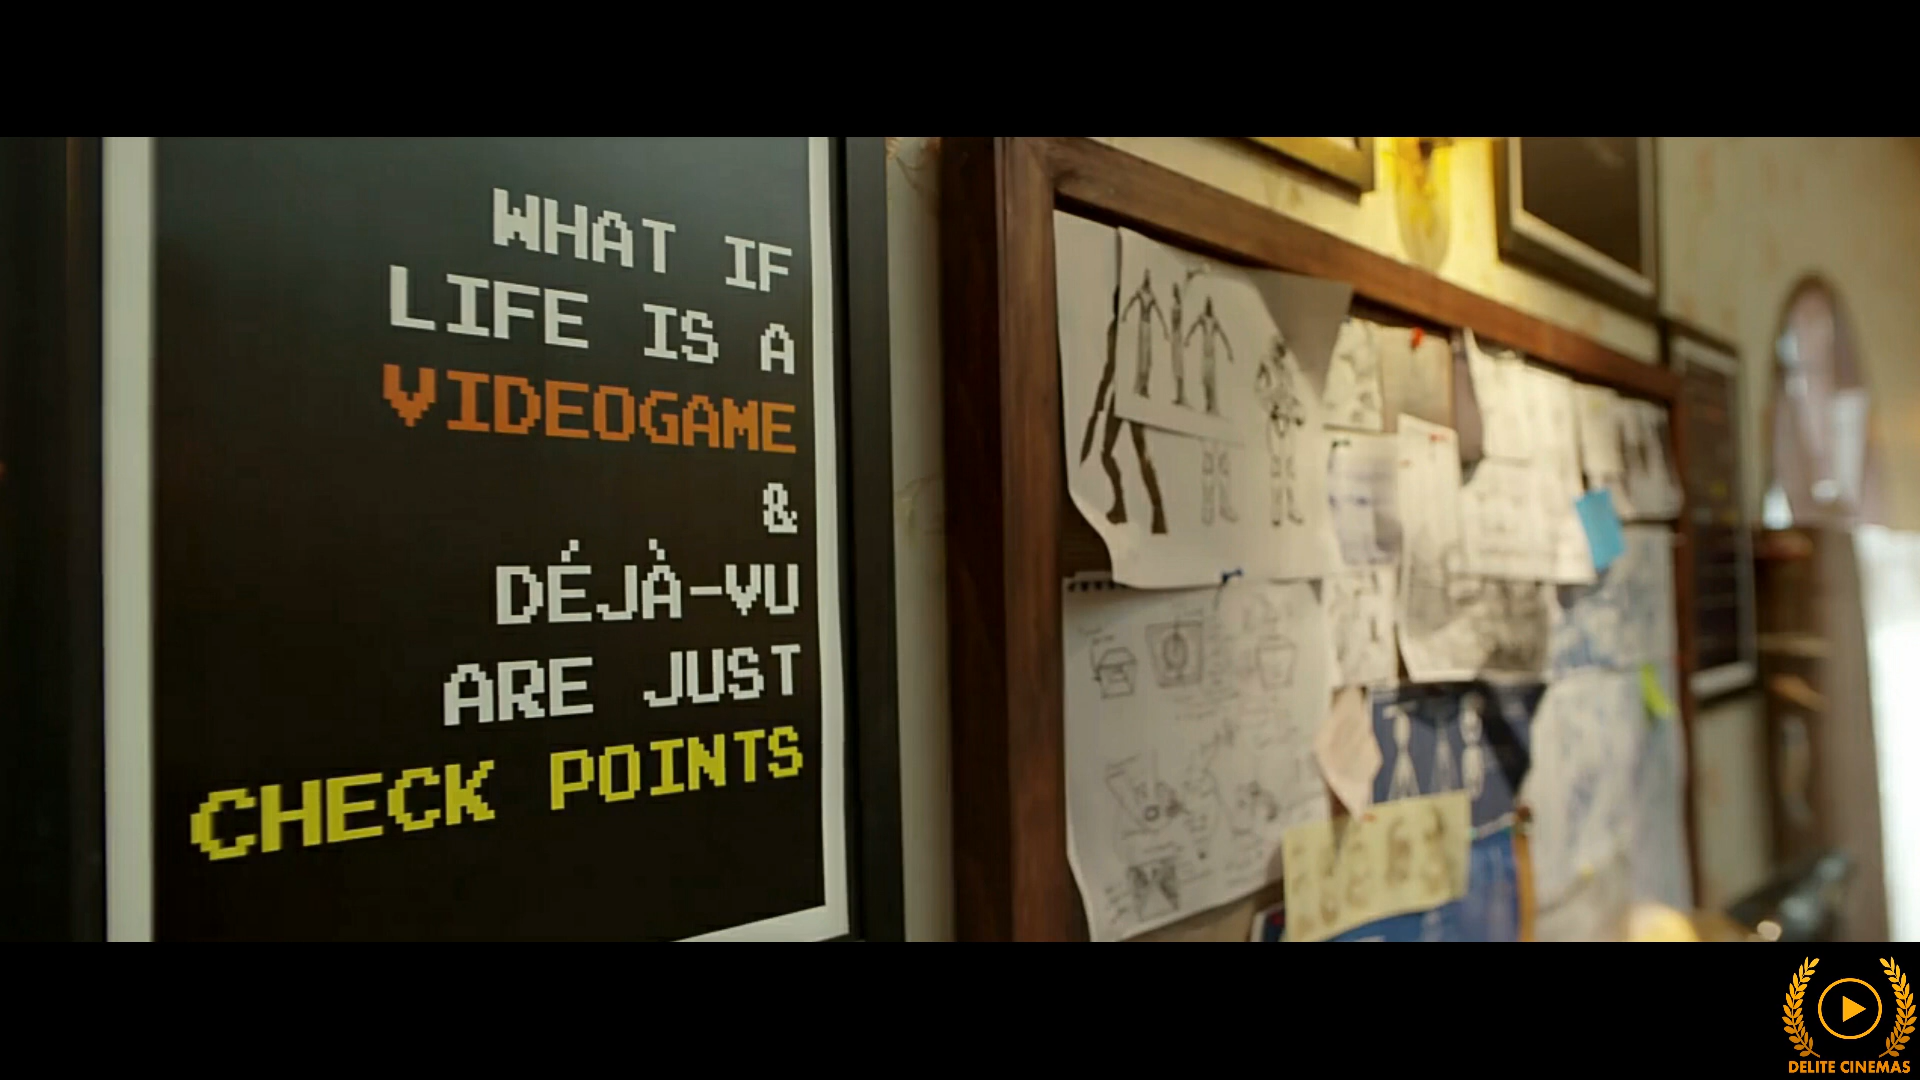 WHAT IF
LIFE IS A
VIDEOGAME
&
DÉJÀ-VU
ARE JUST
CHECK POINTS
DELITE CINEMAS